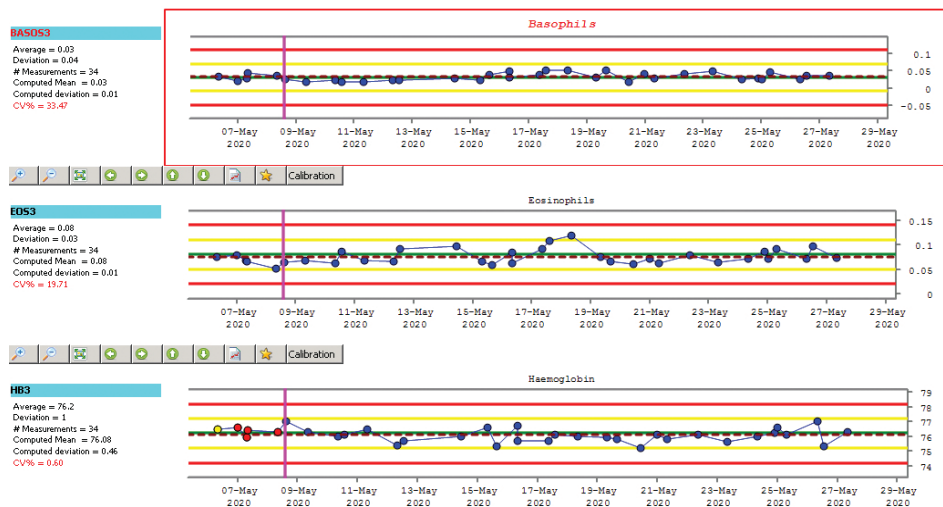 Basophils
BASOS3
Average = 0.03
Deviation = 0.04
# Measurements = 34
Computed Mean = 0.03
Computed deviation = 0.01
CV% = 33.47
0.1
0.05
0
-0.05
07-May 09-May 11-May 13-May 15-May 17-May 19-May 21-May 23-May 25-May 27-May 29-May
2020 2020 2020 2020 2020 2020 2020 2020 2020 2020 2020 2020
Calibration
Eosinophils
EOS3
Average = 0.08
Deviation = 0.03
# Measurements = 34
Computed Mean = 0.08
Computed deviation = 0.01
CV% = 19.71
0.15
0.1
0.05
0
07-May 09-May 11-May 13-May 15-May 17-May 19-May 21-May 23-May 25-May 27-May 29-May
2020 2020 2020 2020 2020 2020 2020 2020 2020 2020 2020 2020
Calibration
Haemoglobin
HB3
Average = 76.2
Deviation = 1
# Measurements = 34
Computed Mean = 76.08
Computed deviation = 0.46
CV% = 0.60
79
78
77
76
75
74
07-May 09-May 11-May 13-May 15-May 17-May 19-May 21-May 23-May 25-May 27-May 29-May
2020 2020 2020 2020 2020 2020 2020 2020 2020 2020 2020 2020